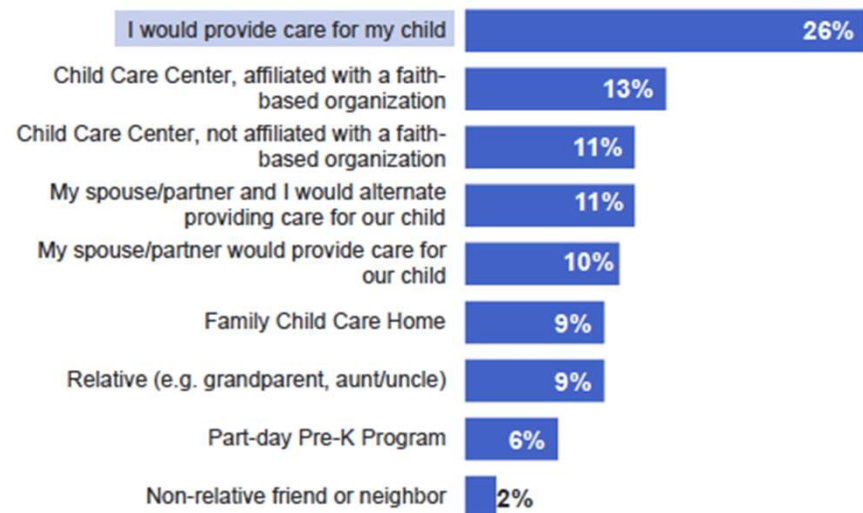 I would provide care for my child
26%
Child Care Center, affiliated with a faith-
based organization
13%
Child Care Center, not affiliated with a faith-
based organization
11%
My spouse/partner and I would alternate
providing care for our child
11%
My spouse/partner would provide care for
our child
10%
Family Child Care Home
9%
Relative (e.g. grandparent, aunt/uncle)
9%
Part-day Pre-K Program
6%
Non-relative friend or neighbor
2%